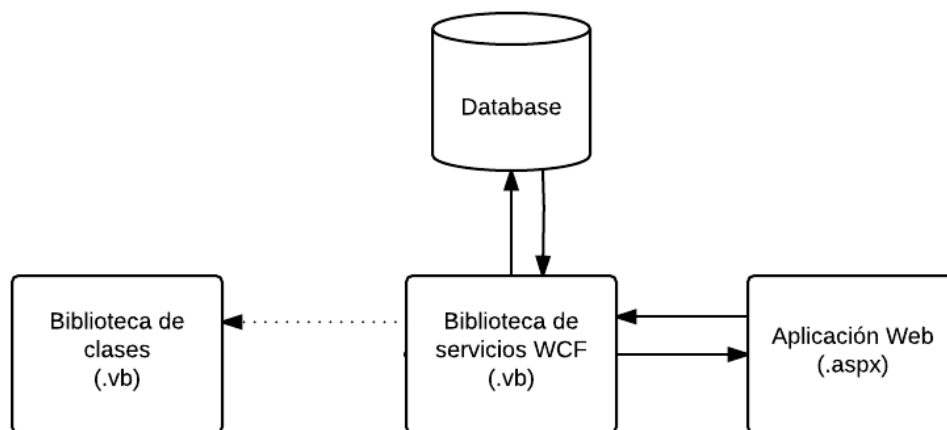 Database
Biblioteca de
clases
(.vb)
Biblioteca de
servicios WCF
(.vb)
Aplicación Web
(.aspx)